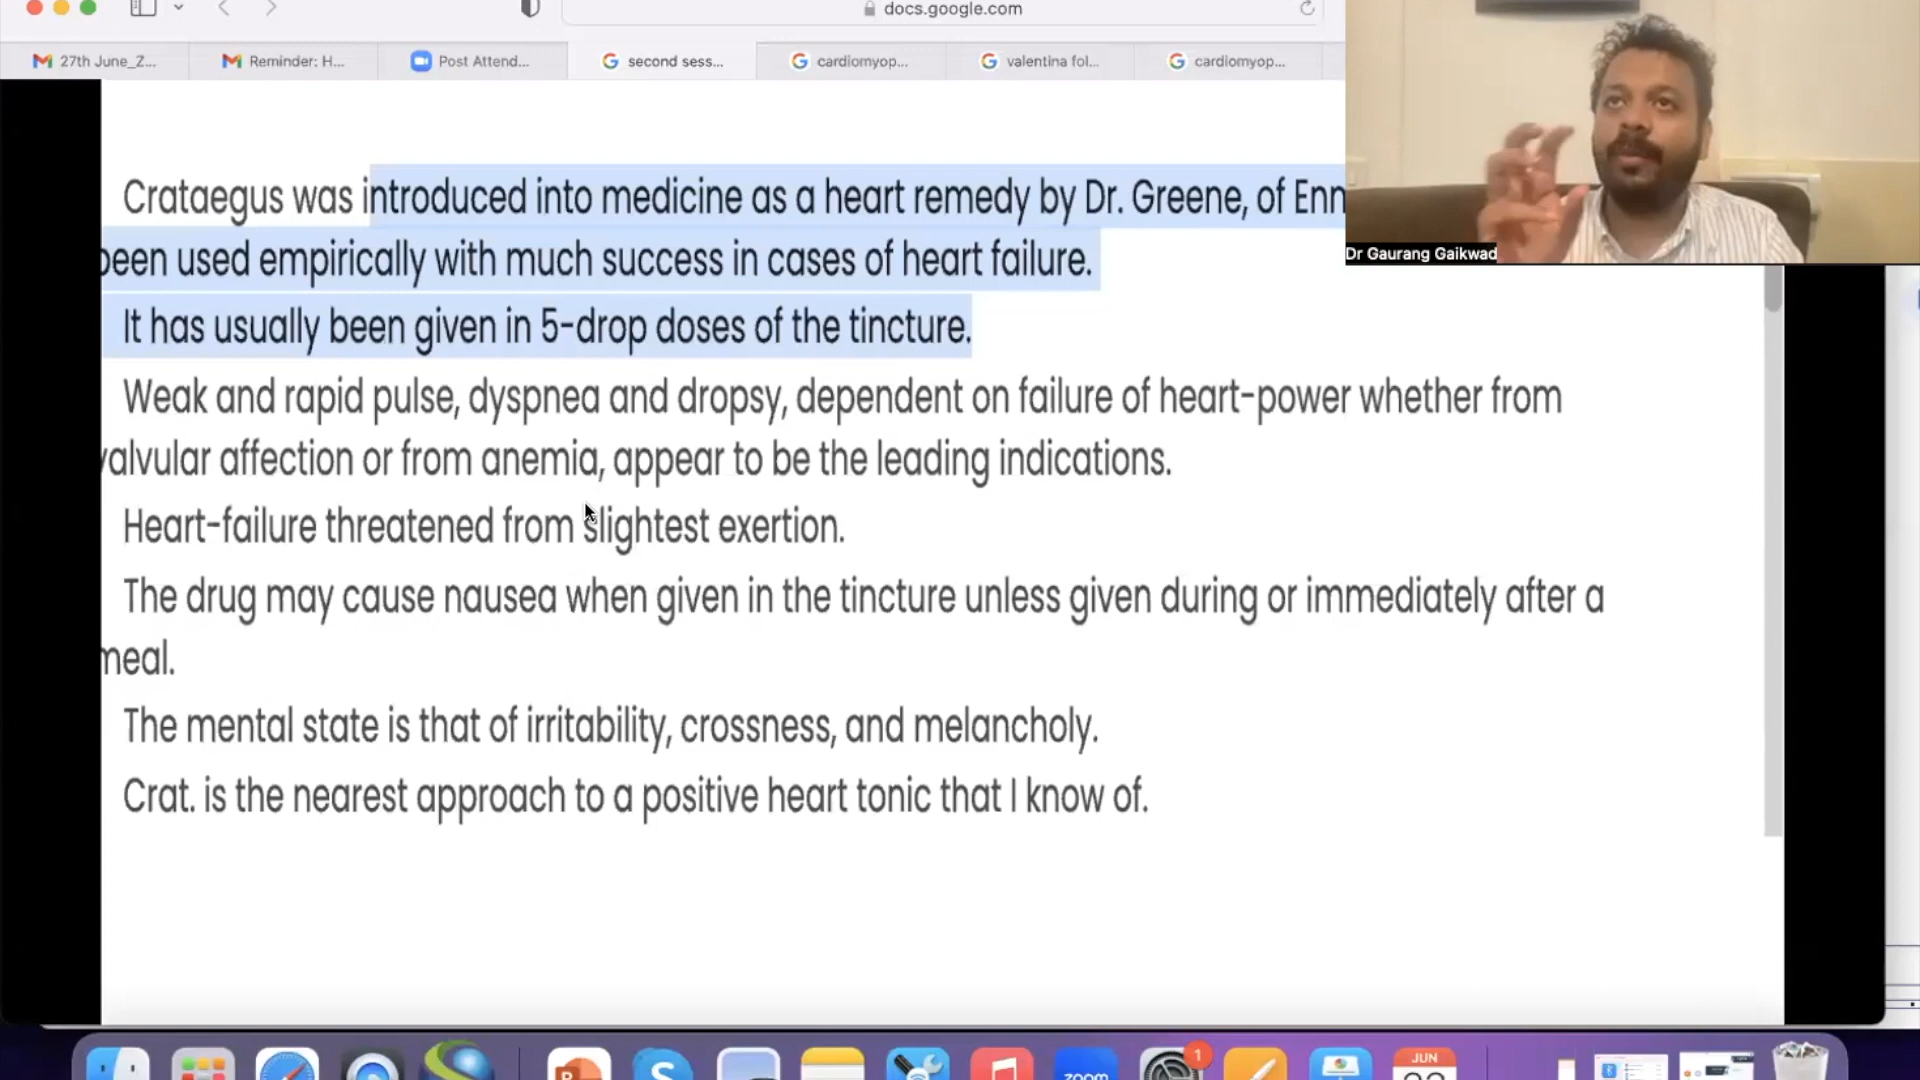 docs.google.com
27th June_Z...
Reminder: H...
Post Attend...
second sess...
cardiomyop...
valentina fol...
cardiomyop...
Dr Gaurang Gaikwad
Crataegus was introduced into medicine as a heart remedy by Dr. Greene, of Enn
been used empirically with much success in cases of heart failure.
It has usually been given in 5-drop doses of the tincture.
Weak and rapid pulse, dyspnea and dropsy, dependent on failure of heart-power whether from
valvular affection or from anemia, appear to be the leading indications.
Heart-failure threatened from slightest exertion.
The drug may cause nausea when given in the tincture unless given during or immediately after a
meal.
The mental state is that of irritability, crossness, and melancholy.
Crat. is the nearest approach to a positive heart tonic that I know of.
P
S
zoom
1
JUN